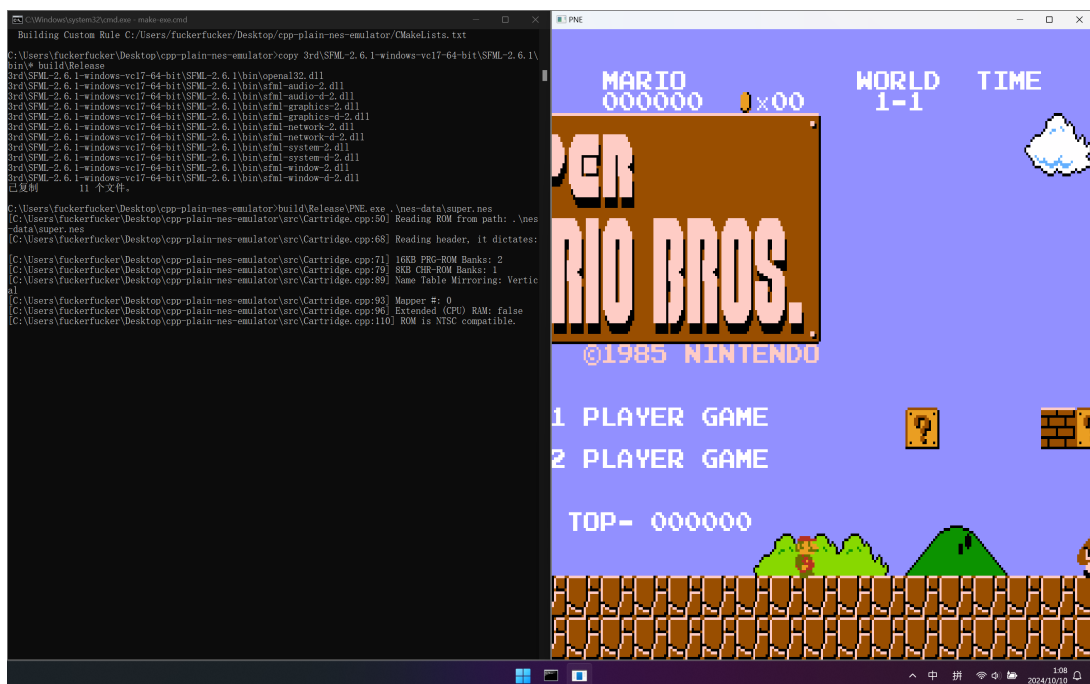 C:\Windows\system32\cmd.exe - make-exe.cmd
Building Custom Rule C:/Users/fuckerfucker/Desktop/cpp-plain-nes-emulator/CMakeLists.txt
C:\Users\fuckerfucker\Desktop\cpp-plain-nes-emulator>copy 3rd\SFML-2.6.1-windows-vc17-64-bit\SFML-2.6.1\
bin\* build\Release
3rd\SFML-2.6.1-windows-vc17-64-bit\SFML-2.6.1\bin\openal32.dll
3rd\SFML-2.6.1-windows-vc17-64-bit\SFML-2.6.1\bin\sfml-audio-2.dll
3rd\SFML-2.6.1-windows-vc17-64-bit\SFML-2.6.1\bin\sfml-audio-d-2.dll
3rd\SFML-2.6.1-windows-vc17-64-bit\SFML-2.6.1\bin\sfml-graphics-2.dll
3rd\SFML-2.6.1-windows-vc17-64-bit\SFML-2.6.1\bin\sfml-graphics-d-2.dll
3rd\SFML-2.6.1-windows-vc17-64-bit\SFML-2.6.1\bin\sfml-network-2.dll
3rd\SFML-2.6.1-windows-vc17-64-bit\SFML-2.6.1\bin\sfml-network-d-2.dll
3rd\SFML-2.6.1-windows-vc17-64-bit\SFML-2.6.1\bin\sfml-system-2.dll
3rd\SFML-2.6.1-windows-vc17-64-bit\SFML-2.6.1\bin\sfml-system-d-2.dll
3rd\SFML-2.6.1-windows-vc17-64-bit\SFML-2.6.1\bin\sfml-window-2.dll
3rd\SFML-2.6.1-windows-vc17-64-bit\SFML-2.6.1\bin\sfml-window-d-2.dll
已复制 11 个文件。
C:\Users\fuckerfucker\Desktop\cpp-plain-nes-emulator>build\Release\PNE.exe .\nes-data\super.nes
[C:\Users\fuckerfucker\Desktop\cpp-plain-nes-emulator\src\Cartridge.cpp:50] Reading ROM from path: .\nes
-data\super.nes
[C:\Users\fuckerfucker\Desktop\cpp-plain-nes-emulator\src\Cartridge.cpp:68] Reading header, it dictates:
[C:\Users\fuckerfucker\Desktop\cpp-plain-nes-emulator\src\Cartridge.cpp:71] 16KB PRG-ROM Banks: 2
[C:\Users\fuckerfucker\Desktop\cpp-plain-nes-emulator\src\Cartridge.cpp:79] 8KB CHR-ROM Banks: 1
[C:\Users\fuckerfucker\Desktop\cpp-plain-nes-emulator\src\Cartridge.cpp:89] Name Table Mirroring: Vertic
al
[C:\Users\fuckerfucker\Desktop\cpp-plain-nes-emulator\src\Cartridge.cpp:93] Mapper #: 0
[C:\Users\fuckerfucker\Desktop\cpp-plain-nes-emulator\src\Cartridge.cpp:96] Extended (CPU) RAM: false
[C:\Users\fuckerfucker\Desktop\cpp-plain-nes-emulator\src\Cartridge.cpp:110] ROM is NTSC compatible.
PNE
MARIO WORLD TIME
000000 x00 1-1
PER
RIO BROS.
©1985 NINTENDO
?
1 PLAYER GAME
2 PLAYER GAME
TOP- 000000
中 拼 1:08
2024/10/10